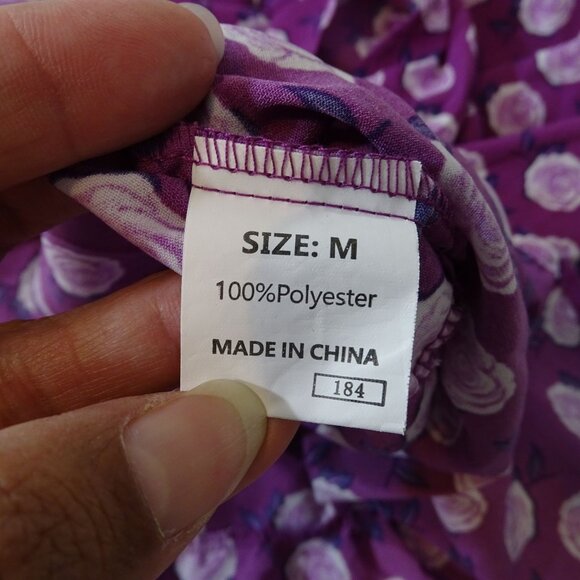 SIZE: M
100%Polyester
MADE IN CHINA
184